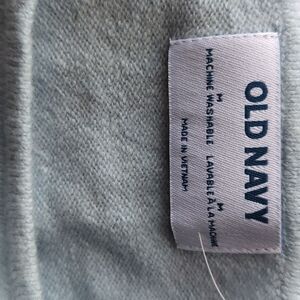 OLD NAVY
M M
MACHINE WASHABLE LAVABLE À LA MACHINE
MADE IN VIETNAM